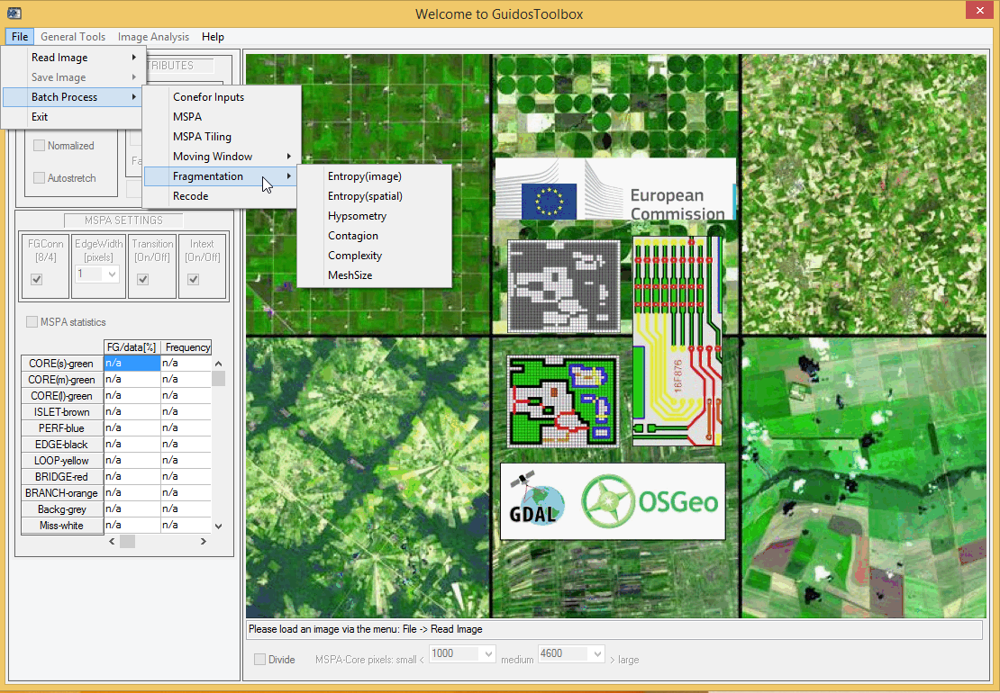 Welcome to GuidosToolbox
File General Tools Image Analysis Help
Read Image
Save Image
Batch Process
Exit
TRIBUTES
Conefor Inputs
MSPA
MSPA Tiling
Moving Window
Fragmentation
Recode
Entropy(image)
Entropy(spatial)
Hypsometry
Contagion
Complexity
MeshSize
Normalized
Autostretch
Fa
MSPA SETTINGS
FGConn EdgeWidth Transition Intext
[8/4] [pixels] [On/Off] [On/Off]
1
MSPA statistics
FG/data[%] Frequency
CORE(s)-green n/a n/a
CORE(m)-green n/a n/a
CORE(l)-green n/a n/a
ISLET-brown n/a n/a
PERF-blue n/a n/a
EDGE-black n/a n/a
LOOP-yellow n/a n/a
BRIDGE-red n/a n/a
BRANCH-orange n/a n/a
Backg-grey n/a n/a
Miss-white n/a n/a
European
Commission
16F876
GDAL
OSGeo
Please load an image via the menu: File -> Read Image
Divide MSPA-Core pixels: small < 1000 medium 4600 > large